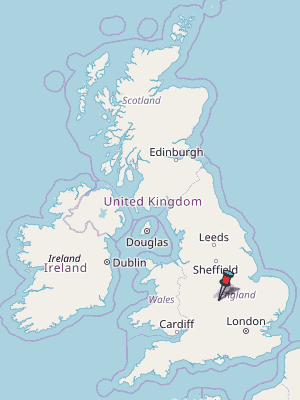 Scotland
Edinburgh
United Kingdom
Douglas
Leeds
Ireland
Ireland
Dublin
Sheffield
Wales
England
Cardiff
London